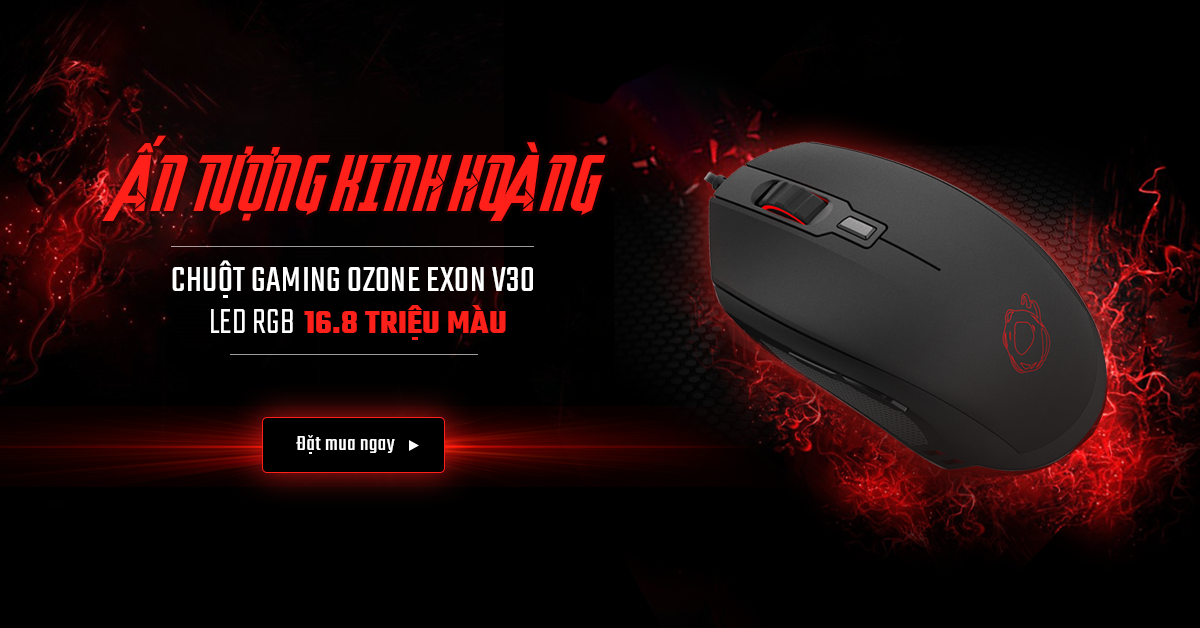 ẤN TƯỢNG KINH HOÀNG
CHUỘT GAMING OZONE EXON V30
LED RGB 16.8 TRIỆU MÀU
Đặt mua ngay